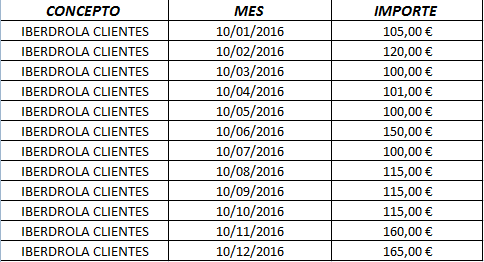 CONCEPTO MES IMPORTE
IBERDROLA CLIENTES 10/01/2016 105,00 €
IBERDROLA CLIENTES 10/02/2016 120,00 €
IBERDROLA CLIENTES 10/03/2016 100,00 €
IBERDROLA CLIENTES 10/04/2016 101,00 €
IBERDROLA CLIENTES 10/05/2016 100,00 €
IBERDROLA CLIENTES 10/06/2016 150,00 €
IBERDROLA CLIENTES 10/07/2016 100,00 €
IBERDROLA CLIENTES 10/08/2016 115,00 €
IBERDROLA CLIENTES 10/09/2016 115,00 €
IBERDROLA CLIENTES 10/10/2016 115,00 €
IBERDROLA CLIENTES 10/11/2016 160,00 €
IBERDROLA CLIENTES 10/12/2016 165,00 €